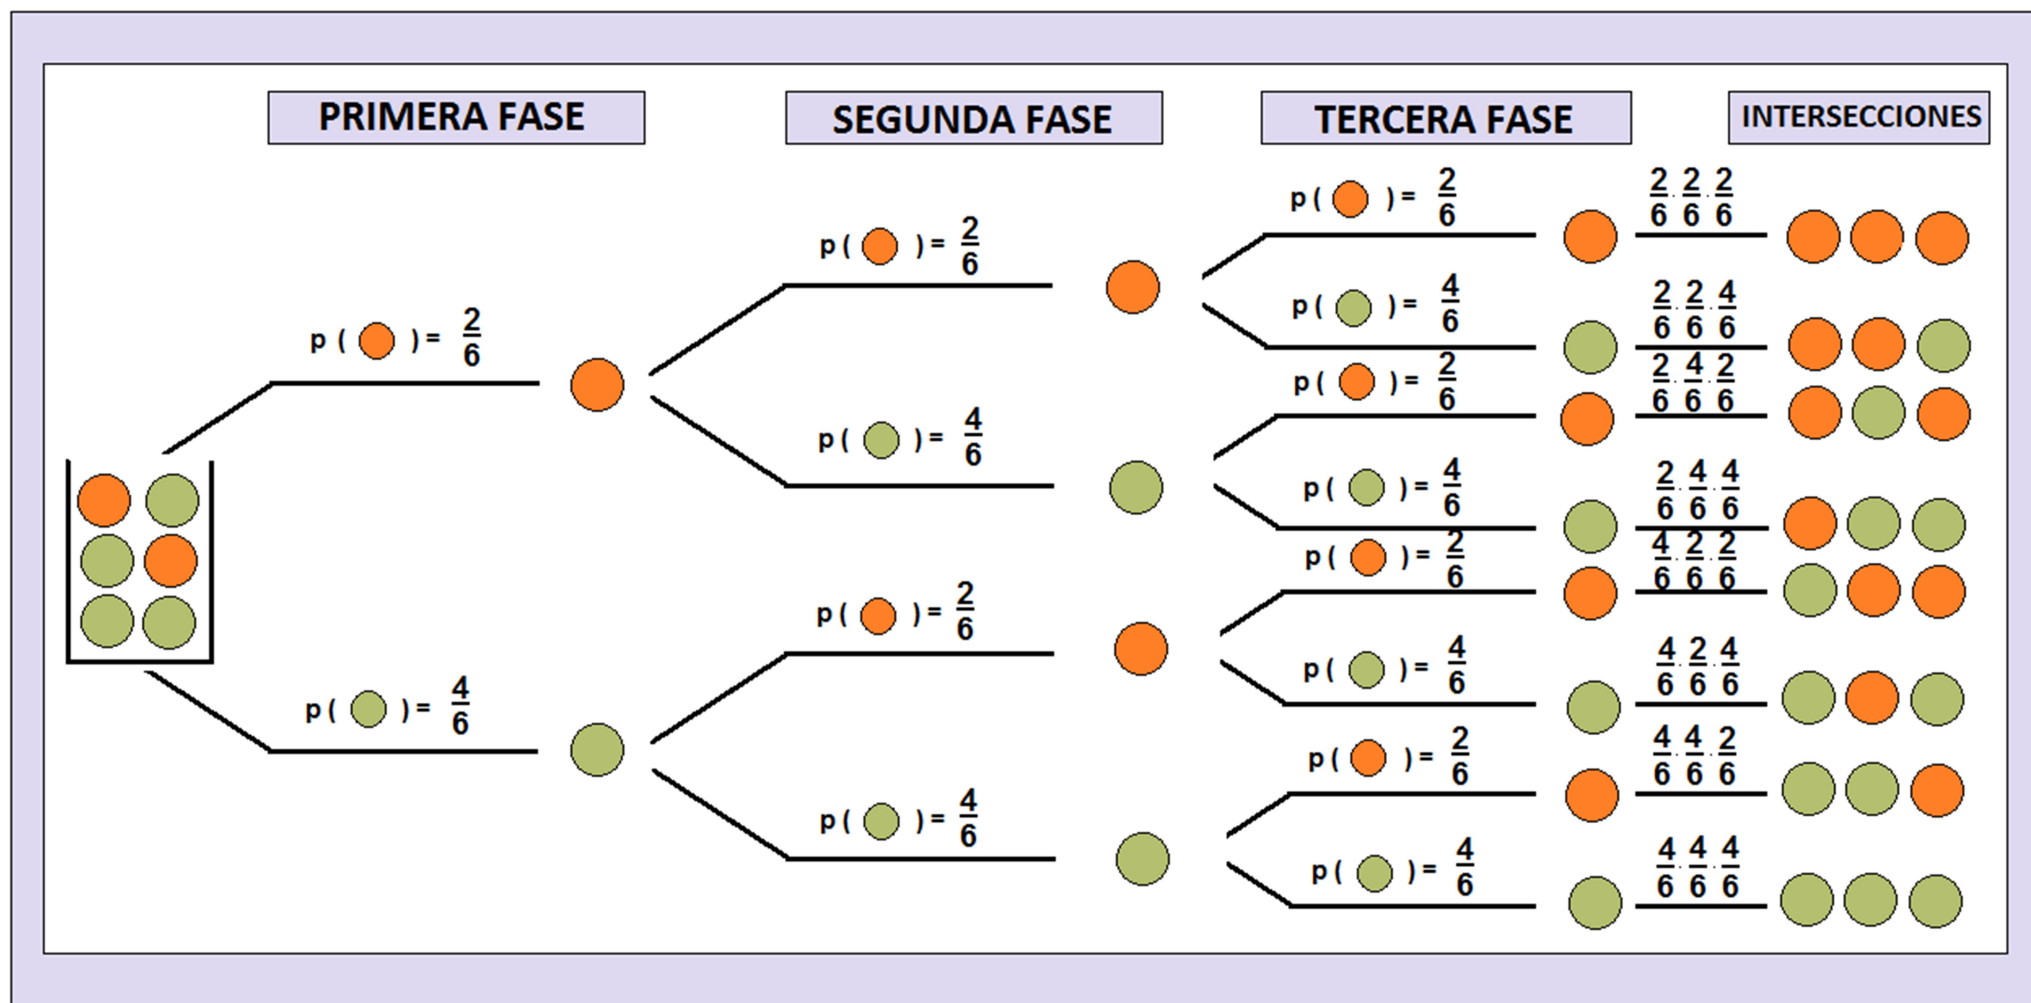 PRIMERA FASE
SEGUNDA FASE
TERCERA FASE
INTERSECCIONES
p ( ) = 2/6
p ( ) = 4/6
p ( ) = 2/6
p ( ) = 4/6
p ( ) = 2/6
p ( ) = 4/6
p ( ) = 2/6
p ( ) = 4/6
p ( ) = 2/6
p ( ) = 4/6
p ( ) = 2/6
p ( ) = 4/6
p ( ) = 2/6
p ( ) = 4/6
2/6 · 2/6 · 2/6
2/6 · 2/6 · 4/6
2/6 · 4/6 · 2/6
2/6 · 4/6 · 4/6
4/6 · 2/6 · 2/6
4/6 · 2/6 · 4/6
4/6 · 4/6 · 2/6
4/6 · 4/6 · 4/6